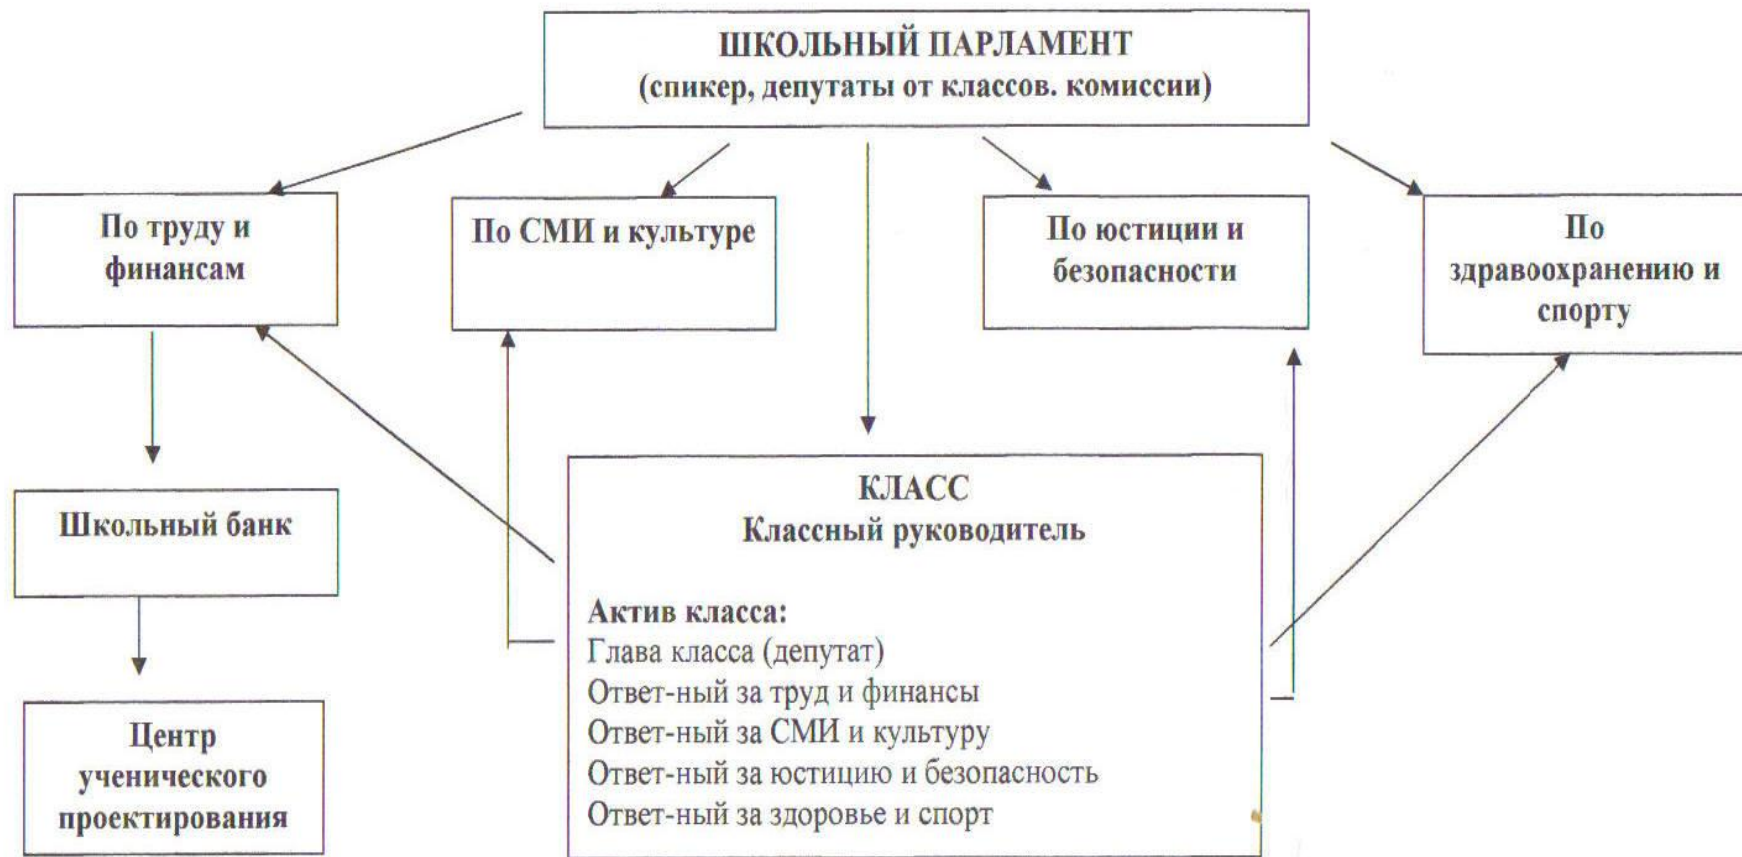 ШКОЛЬНЫЙ ПАРЛАМЕНТ
(спикер, депутаты от классов. комиссии)
По труду и
финансам
По СМИ и культуре
По юстиции и
безопасности
По
здравоохранению и
спорту
Школьный банк
Центр
ученического
проектирования
КЛАСС
Классный руководитель
Актив класса:
Глава класса (депутат)
Ответ-ный за труд и финансы
Ответ-ный за СМИ и культуру
Ответ-ный за юстицию и безопасность
Ответ-ный за здоровье и спорт